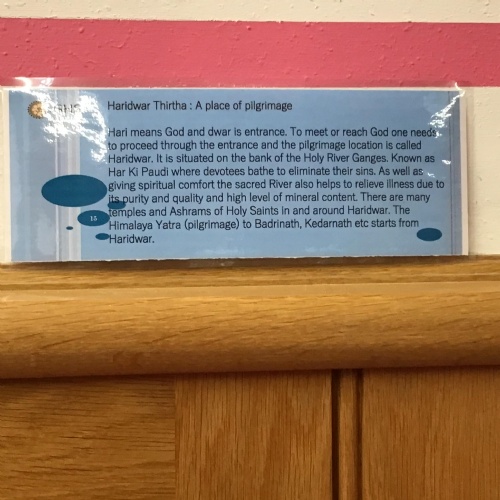 Haridwar Thirtha : A place of pilgrimage
Hari means God and dwar is entrance. To meet or reach God one needs
to proceed through the entrance and the pilgrimage location is called
Haridwar. It is situated on the bank of the Holy River Ganges. Known as
Har Ki Paudi where devotees bathe to eliminate their sins. As well as
giving spiritual comfort the sacred River also helps to relieve illness due to
its purity and quality and high level of mineral content. There are many
temples and Ashrams of Holy Saints in and around Haridwar. The
Himalaya Yatra (pilgrimage) to Badrinath, Kedarnath etc starts from
Haridwar.
15